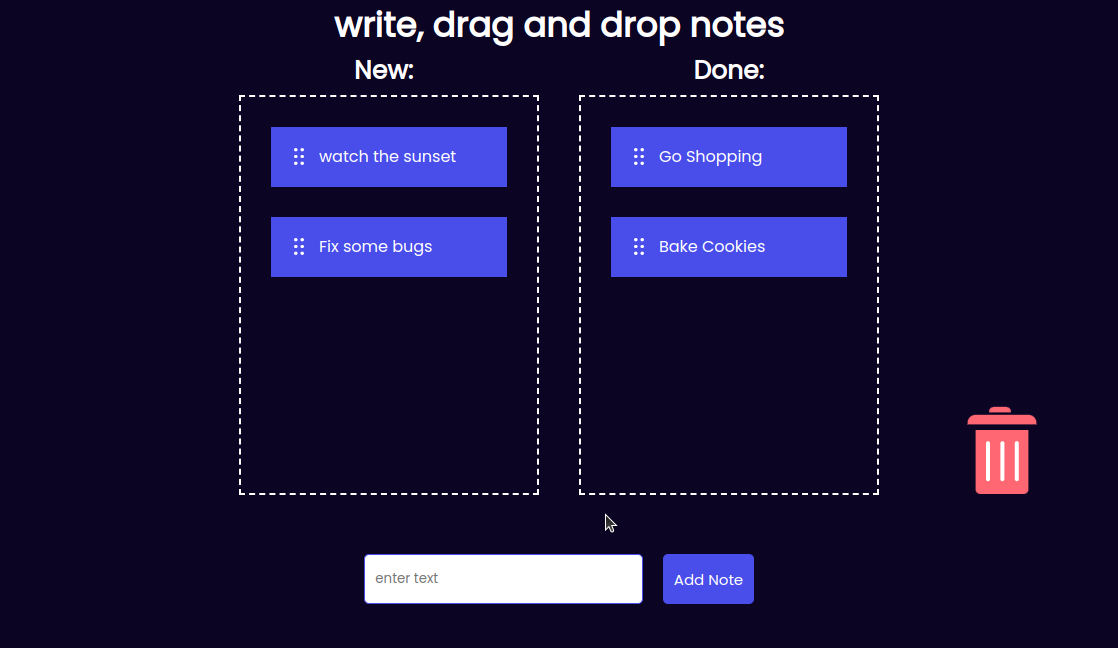 write, drag and drop notes
New:
Done:
watch the sunset
Go Shopping
Fix some bugs
Bake Cookies
enter text
Add Note